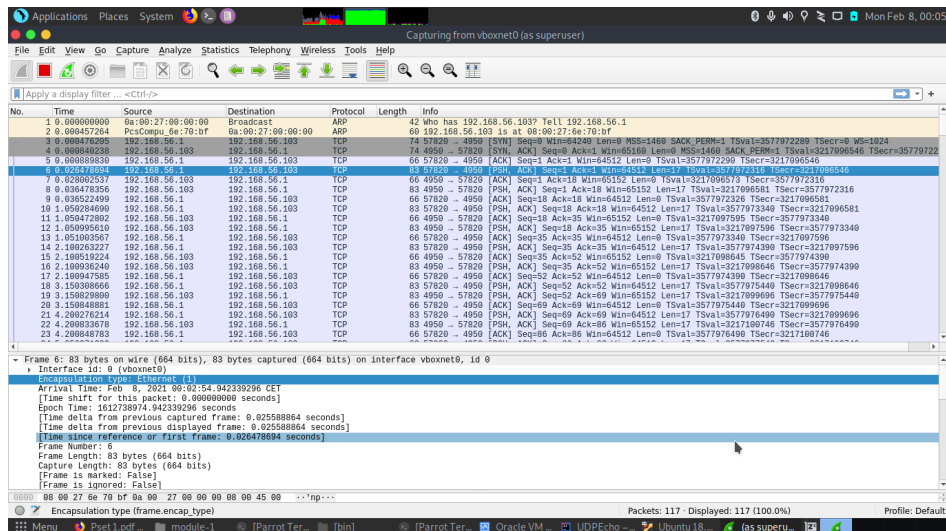 Applications Places System Mon Feb 8, 00:05
Capturing from vboxnet0 (as superuser)
File Edit View Go Capture Analyze Statistics Telephony Wireless Tools Help
Apply a display filter ... <Ctrl-/>
No. Time Source Destination Protocol Length Info
1 0.000000000 0a:00:27:00:00:00 Broadcast ARP 42 Who has 192.168.56.103? Tell 192.168.56.1
2 0.000457264 PcsCompu_6e:70:bf 0a:00:27:00:00:00 ARP 60 192.168.56.103 is at 08:00:27:6e:70:bf
3 0.000476205 192.168.56.1 192.168.56.103 TCP 74 57820 → 4950 [SYN] Seq=0 Win=64240 Len=0 MSS=1460 SACK_PERM=1 TSval=3577972289 TSecr=0 WS=1024
4 0.000840238 192.168.56.103 192.168.56.1 TCP 74 4950 → 57820 [SYN, ACK] Seq=0 Ack=1 Win=65160 Len=0 MSS=1460 SACK_PERM=1 TSval=3217096546 TSecr=35779722
5 0.000889830 192.168.56.1 192.168.56.103 TCP 66 57820 → 4950 [ACK] Seq=1 Ack=1 Win=64512 Len=0 TSval=3577972290 TSecr=3217096546
6 0.026478694 192.168.56.1 192.168.56.103 TCP 83 57820 → 4950 [PSH, ACK] Seq=1 Ack=1 Win=64512 Len=17 TSval=3577972316 TSecr=3217096546
7 0.028002537 192.168.56.103 192.168.56.1 TCP 66 4950 → 57820 [ACK] Seq=1 Ack=18 Win=65152 Len=0 TSval=3217096573 TSecr=3577972316
8 0.036478356 192.168.56.103 192.168.56.1 TCP 83 4950 → 57820 [PSH, ACK] Seq=1 Ack=18 Win=65152 Len=17 TSval=3217096581 TSecr=3577972316
9 0.036522499 192.168.56.1 192.168.56.103 TCP 66 57820 → 4950 [ACK] Seq=18 Ack=18 Win=64512 Len=0 TSval=3577972326 TSecr=3217096581
10 1.050284690 192.168.56.1 192.168.56.103 TCP 83 57820 → 4950 [PSH, ACK] Seq=18 Ack=18 Win=64512 Len=17 TSval=3577973340 TSecr=3217096581
11 1.050472802 192.168.56.103 192.168.56.1 TCP 66 4950 → 57820 [ACK] Seq=18 Ack=35 Win=65152 Len=0 TSval=3217097595 TSecr=3577973340
12 1.050995610 192.168.56.103 192.168.56.1 TCP 83 4950 → 57820 [PSH, ACK] Seq=18 Ack=35 Win=65152 Len=17 TSval=3217097596 TSecr=3577973340
13 1.051003567 192.168.56.1 192.168.56.103 TCP 66 57820 → 4950 [ACK] Seq=35 Ack=35 Win=64512 Len=0 TSval=3577973340 TSecr=3217097596
14 2.100263227 192.168.56.1 192.168.56.103 TCP 83 57820 → 4950 [PSH, ACK] Seq=35 Ack=35 Win=64512 Len=17 TSval=3577974390 TSecr=3217097596
15 2.100519224 192.168.56.103 192.168.56.1 TCP 66 4950 → 57820 [ACK] Seq=35 Ack=52 Win=65152 Len=0 TSval=3217098645 TSecr=3577974390
16 2.100936240 192.168.56.103 192.168.56.1 TCP 83 4950 → 57820 [PSH, ACK] Seq=35 Ack=52 Win=65152 Len=17 TSval=3217098646 TSecr=3577974390
17 2.100947585 192.168.56.1 192.168.56.103 TCP 66 57820 → 4950 [ACK] Seq=52 Ack=52 Win=64512 Len=0 TSval=3577974390 TSecr=3217098646
18 3.150308666 192.168.56.1 192.168.56.103 TCP 83 57820 → 4950 [PSH, ACK] Seq=52 Ack=52 Win=64512 Len=17 TSval=3577975440 TSecr=3217098646
19 3.150829800 192.168.56.103 192.168.56.1 TCP 83 4950 → 57820 [PSH, ACK] Seq=52 Ack=69 Win=65152 Len=17 TSval=3217099696 TSecr=3577975440
20 3.150848881 192.168.56.1 192.168.56.103 TCP 66 57820 → 4950 [ACK] Seq=69 Ack=69 Win=64512 Len=0 TSval=3577975440 TSecr=3217099696
21 4.200276214 192.168.56.1 192.168.56.103 TCP 83 57820 → 4950 [PSH, ACK] Seq=69 Ack=69 Win=64512 Len=17 TSval=3577976490 TSecr=3217099696
22 4.200833678 192.168.56.103 192.168.56.1 TCP 83 4950 → 57820 [PSH, ACK] Seq=69 Ack=86 Win=65152 Len=17 TSval=3217100746 TSecr=3577976490
23 4.200848783 192.168.56.1 192.168.56.103 TCP 66 57820 → 4950 [ACK] Seq=86 Ack=86 Win=64512 Len=0 TSval=3577976490 TSecr=3217100746
Frame 6: 83 bytes on wire (664 bits), 83 bytes captured (664 bits) on interface vboxnet0, id 0
Interface id: 0 (vboxnet0)
Encapsulation type: Ethernet (1)
Arrival Time: Feb 8, 2021 00:02:54.942339296 CET
[Time shift for this packet: 0.000000000 seconds]
Epoch Time: 1612738974.942339296 seconds
[Time delta from previous captured frame: 0.025588864 seconds]
[Time delta from previous displayed frame: 0.025588864 seconds]
[Time since reference or first frame: 0.026478694 seconds]
Frame Number: 6
Frame Length: 83 bytes (664 bits)
Capture Length: 83 bytes (664 bits)
[Frame is marked: False]
[Frame is ignored: False]
0000 08 00 27 6e 70 bf 0a 00 27 00 00 00 08 00 45 00 ··'np···
Encapsulation type (frame.encap_type) Packets: 117 · Displayed: 117 (100.0%) Profile: Default
Menu Pset1.pdf ... module-1 [Parrot Ter... [bin] [Parrot Ter... Oracle VM ... UDPEcho –... Ubuntu 18.... (as superu...